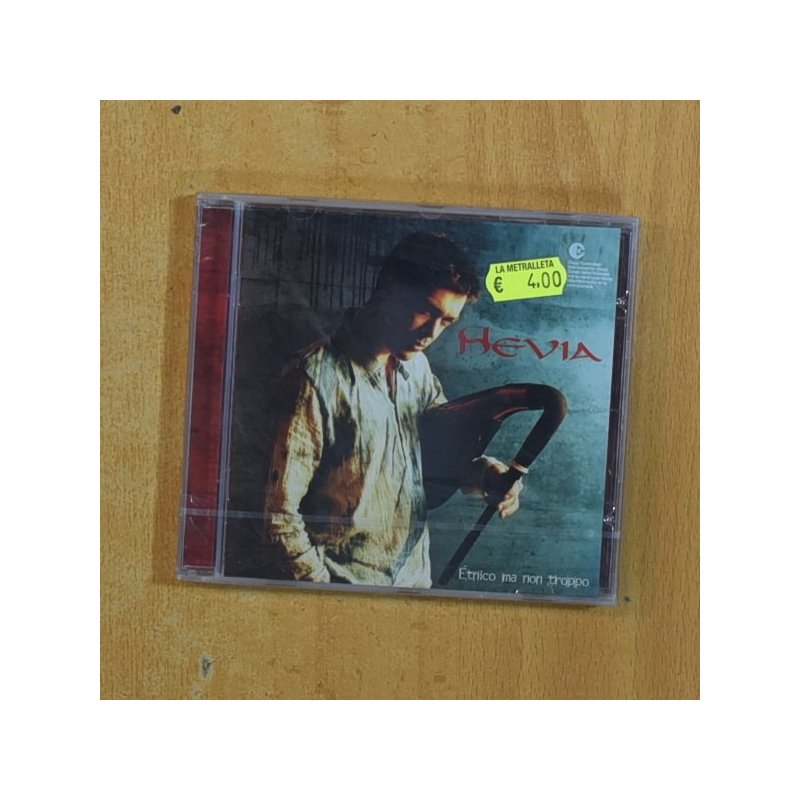 LA METRALLETA
€ 4,00
HEVIA
Étnico ma non troppo